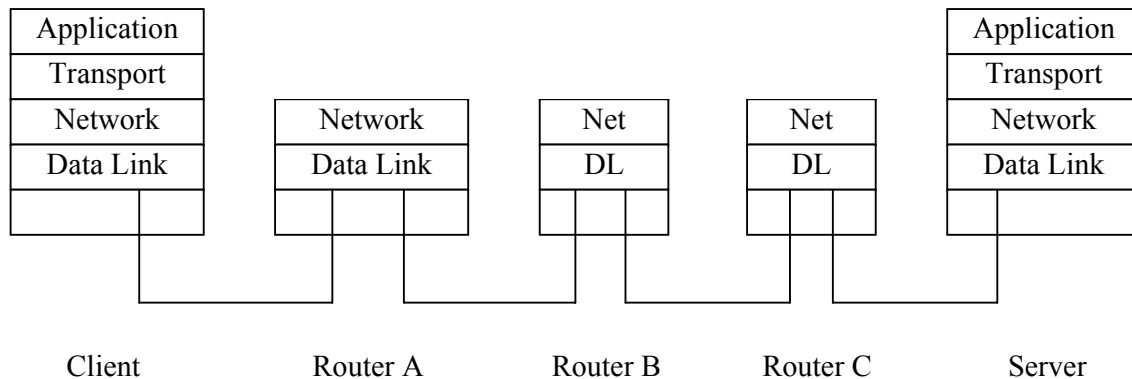 Application
Transport
Network
Data Link
Network
Data Link
Net
DL
Net
DL
Application
Transport
Network
Data Link
Client
Router A
Router B
Router C
Server